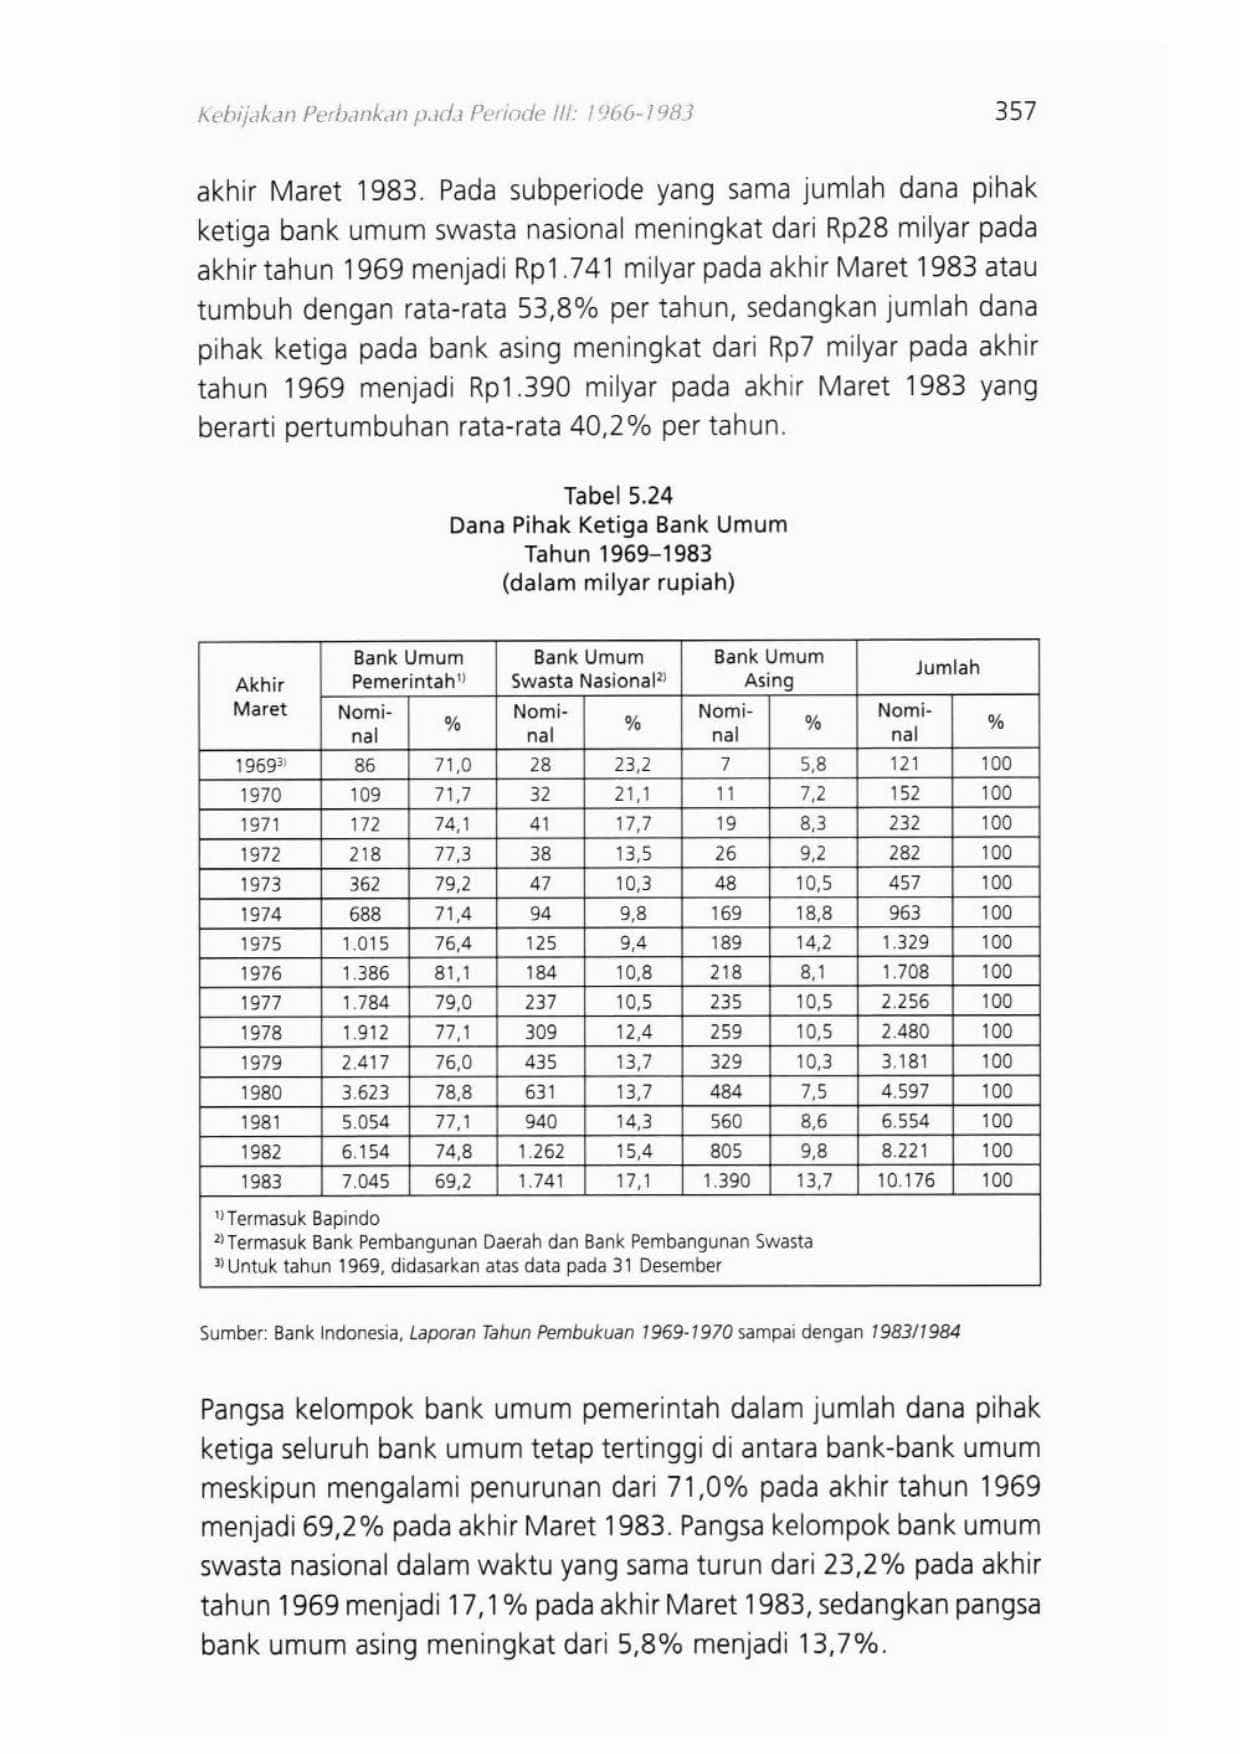 Kebijakan Perbankan pada Periode III: 1966-1983 357
akhir Maret 1983. Pada subperiode yang sama jumlah dana pihak
ketiga bank umum swasta nasional meningkat dari Rp28 milyar pada
akhir tahun 1969 menjadi Rp1.741 milyar pada akhir Maret 1983 atau
tumbuh dengan rata-rata 53,8% per tahun, sedangkan jumlah dana
pihak ketiga pada bank asing meningkat dari Rp7 milyar pada akhir
tahun 1969 menjadi Rp1.390 milyar pada akhir Maret 1983 yang
berarti pertumbuhan rata-rata 40,2% per tahun.
Tabel 5.24
Dana Pihak Ketiga Bank Umum
Tahun 1969–1983
(dalam milyar rupiah)
Akhir Maret | Bank Umum Pemerintah¹⁾ | Bank Umum Swasta Nasional²⁾ | Bank Umum Asing | Jumlah
Nomi-nal | % | Nomi-nal | % | Nomi-nal | % | Nomi-nal | %
1969³⁾ 86 71,0 28 23,2 7 5,8 121 100
1970 109 71,7 32 21,1 11 7,2 152 100
1971 172 74,1 41 17,7 19 8,3 232 100
1972 218 77,3 38 13,5 26 9,2 282 100
1973 362 79,2 47 10,3 48 10,5 457 100
1974 688 71,4 94 9,8 169 18,8 963 100
1975 1.015 76,4 125 9,4 189 14,2 1.329 100
1976 1.386 81,1 184 10,8 218 8,1 1.708 100
1977 1.784 79,0 237 10,5 235 10,5 2.256 100
1978 1.912 77,1 309 12,4 259 10,5 2.480 100
1979 2.417 76,0 435 13,7 329 10,3 3.181 100
1980 3.623 78,8 631 13,7 484 7,5 4.597 100
1981 5.054 77,1 940 14,3 560 8,6 6.554 100
1982 6.154 74,8 1.262 15,4 805 9,8 8.221 100
1983 7.045 69,2 1.741 17,1 1.390 13,7 10.176 100
¹⁾ Termasuk Bapindo
²⁾ Termasuk Bank Pembangunan Daerah dan Bank Pembangunan Swasta
³⁾ Untuk tahun 1969, didasarkan atas data pada 31 Desember
Sumber: Bank Indonesia, Laporan Tahun Pembukuan 1969-1970 sampai dengan 1983/1984
Pangsa kelompok bank umum pemerintah dalam jumlah dana pihak
ketiga seluruh bank umum tetap tertinggi di antara bank-bank umum
meskipun mengalami penurunan dari 71,0% pada akhir tahun 1969
menjadi 69,2% pada akhir Maret 1983. Pangsa kelompok bank umum
swasta nasional dalam waktu yang sama turun dari 23,2% pada akhir
tahun 1969 menjadi 17,1% pada akhir Maret 1983, sedangkan pangsa
bank umum asing meningkat dari 5,8% menjadi 13,7%.